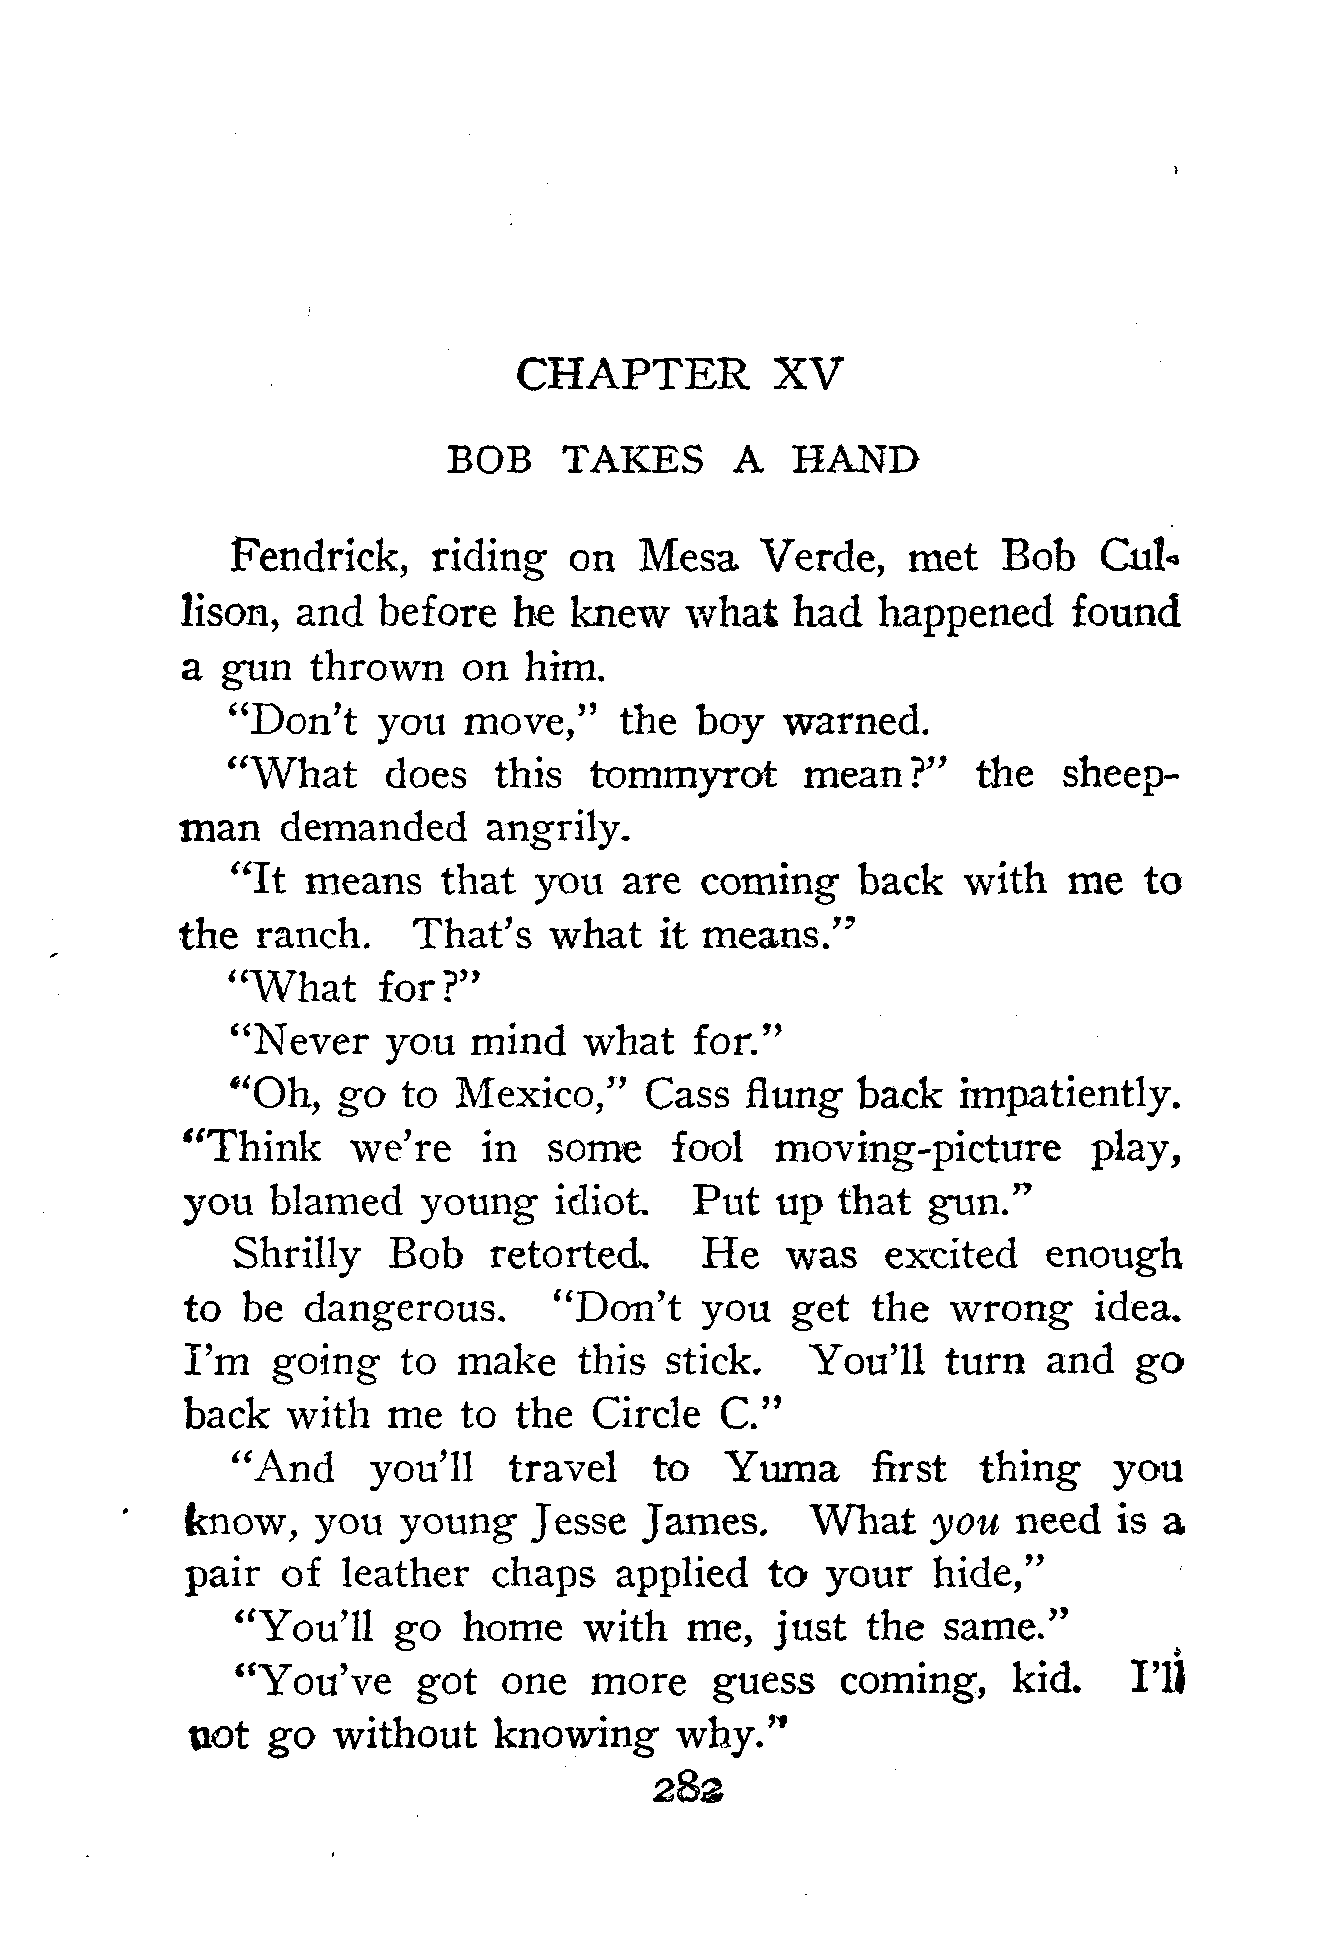 CHAPTER XV
BOB TAKES A HAND
Fendrick, riding on Mesa Verde, met Bob Cul-
lison, and before he knew what had happened found
a gun thrown on him.
“Don’t you move,” the boy warned.
“What does this tommyrot mean?” the sheep-
man demanded angrily.
“It means that you are coming back with me to
the ranch. That’s what it means.”
“What for?”
“Never you mind what for.”
“Oh, go to Mexico,” Cass flung back impatiently.
“Think we’re in some fool moving-picture play,
you blamed young idiot. Put up that gun.”
Shrilly Bob retorted. He was excited enough
to be dangerous. “Don’t you get the wrong idea.
I’m going to make this stick. You’ll turn and go
back with me to the Circle C.”
“And you’ll travel to Yuma first thing you
know, you young Jesse James. What you need is a
pair of leather chaps applied to your hide,”
“You’ll go home with me, just the same.”
“You’ve got one more guess coming, kid. I’ll
not go without knowing why.”
282